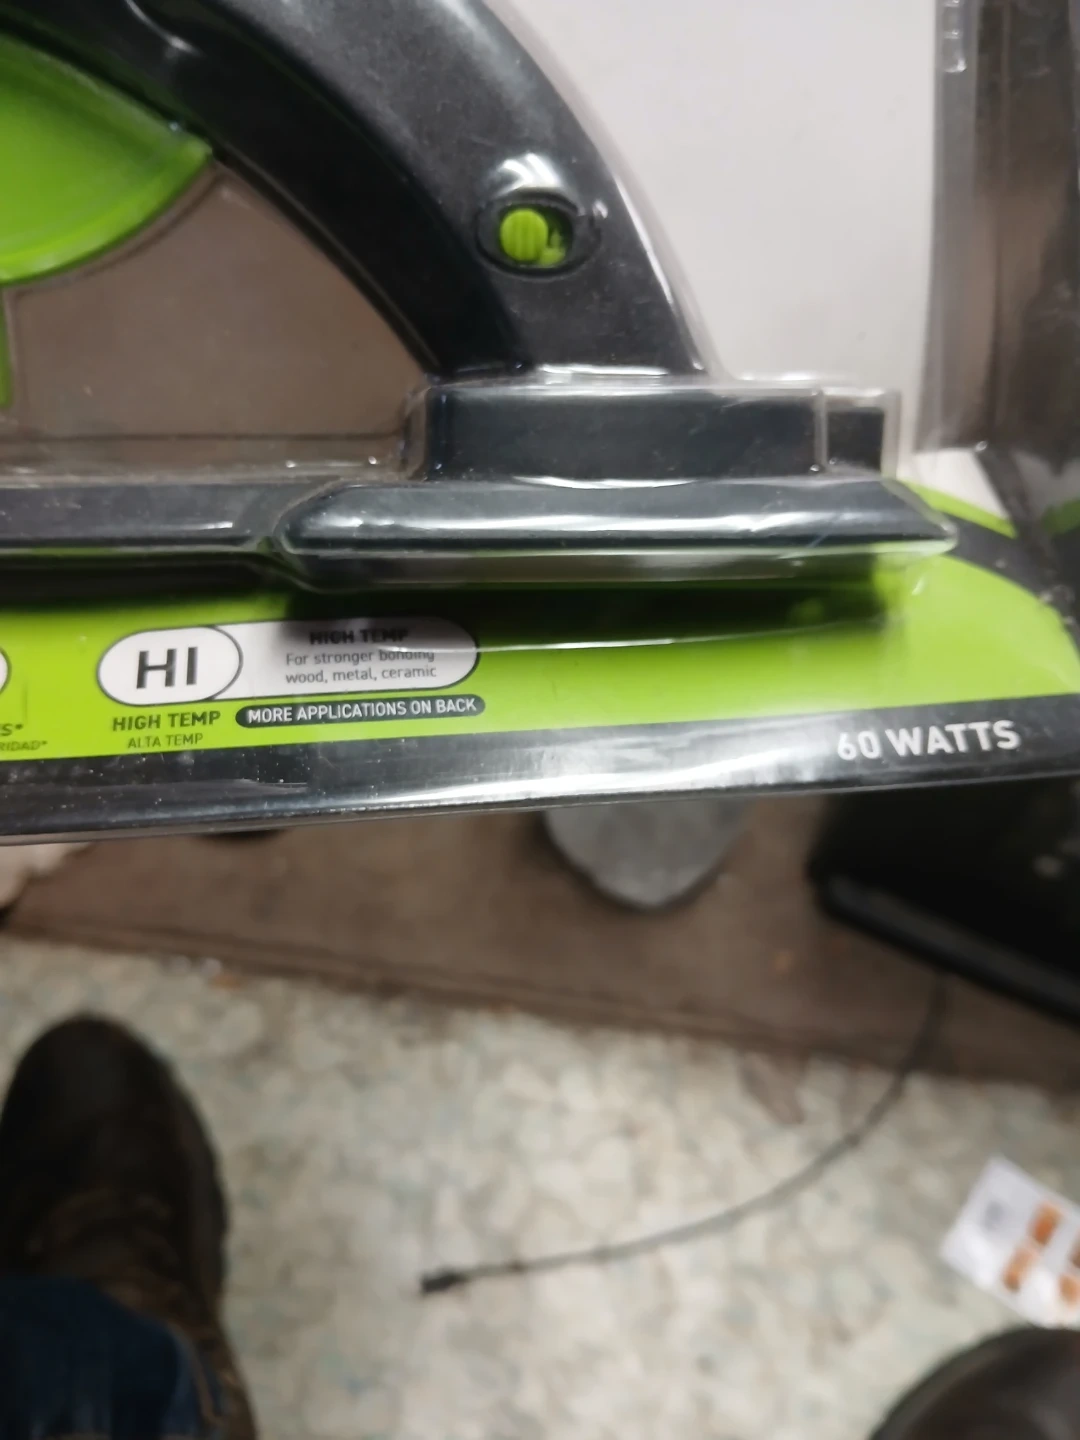 HI
HIGH TEMP
For stronger bonding
wood, metal, ceramic
HIGH TEMP
ALTA TEMP
MORE APPLICATIONS ON BACK
60 WATTS